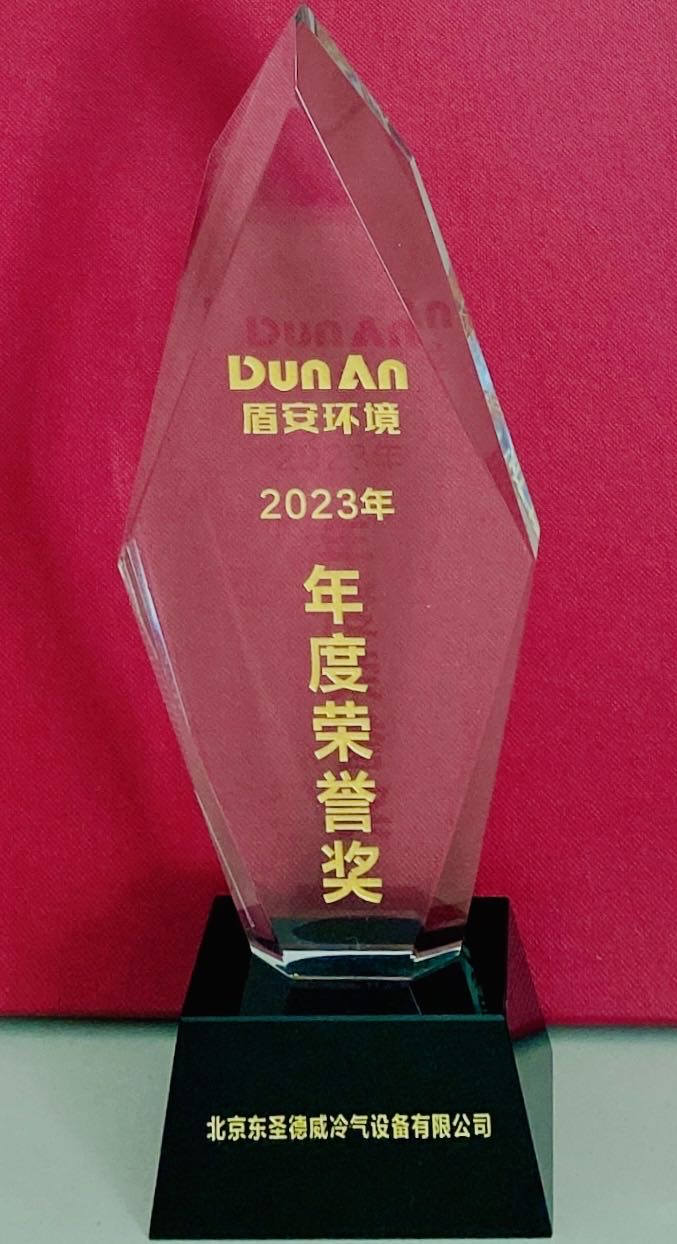 DunAn
盾安环境
2023年
年度荣誉奖
北京东圣德威冷气设备有限公司